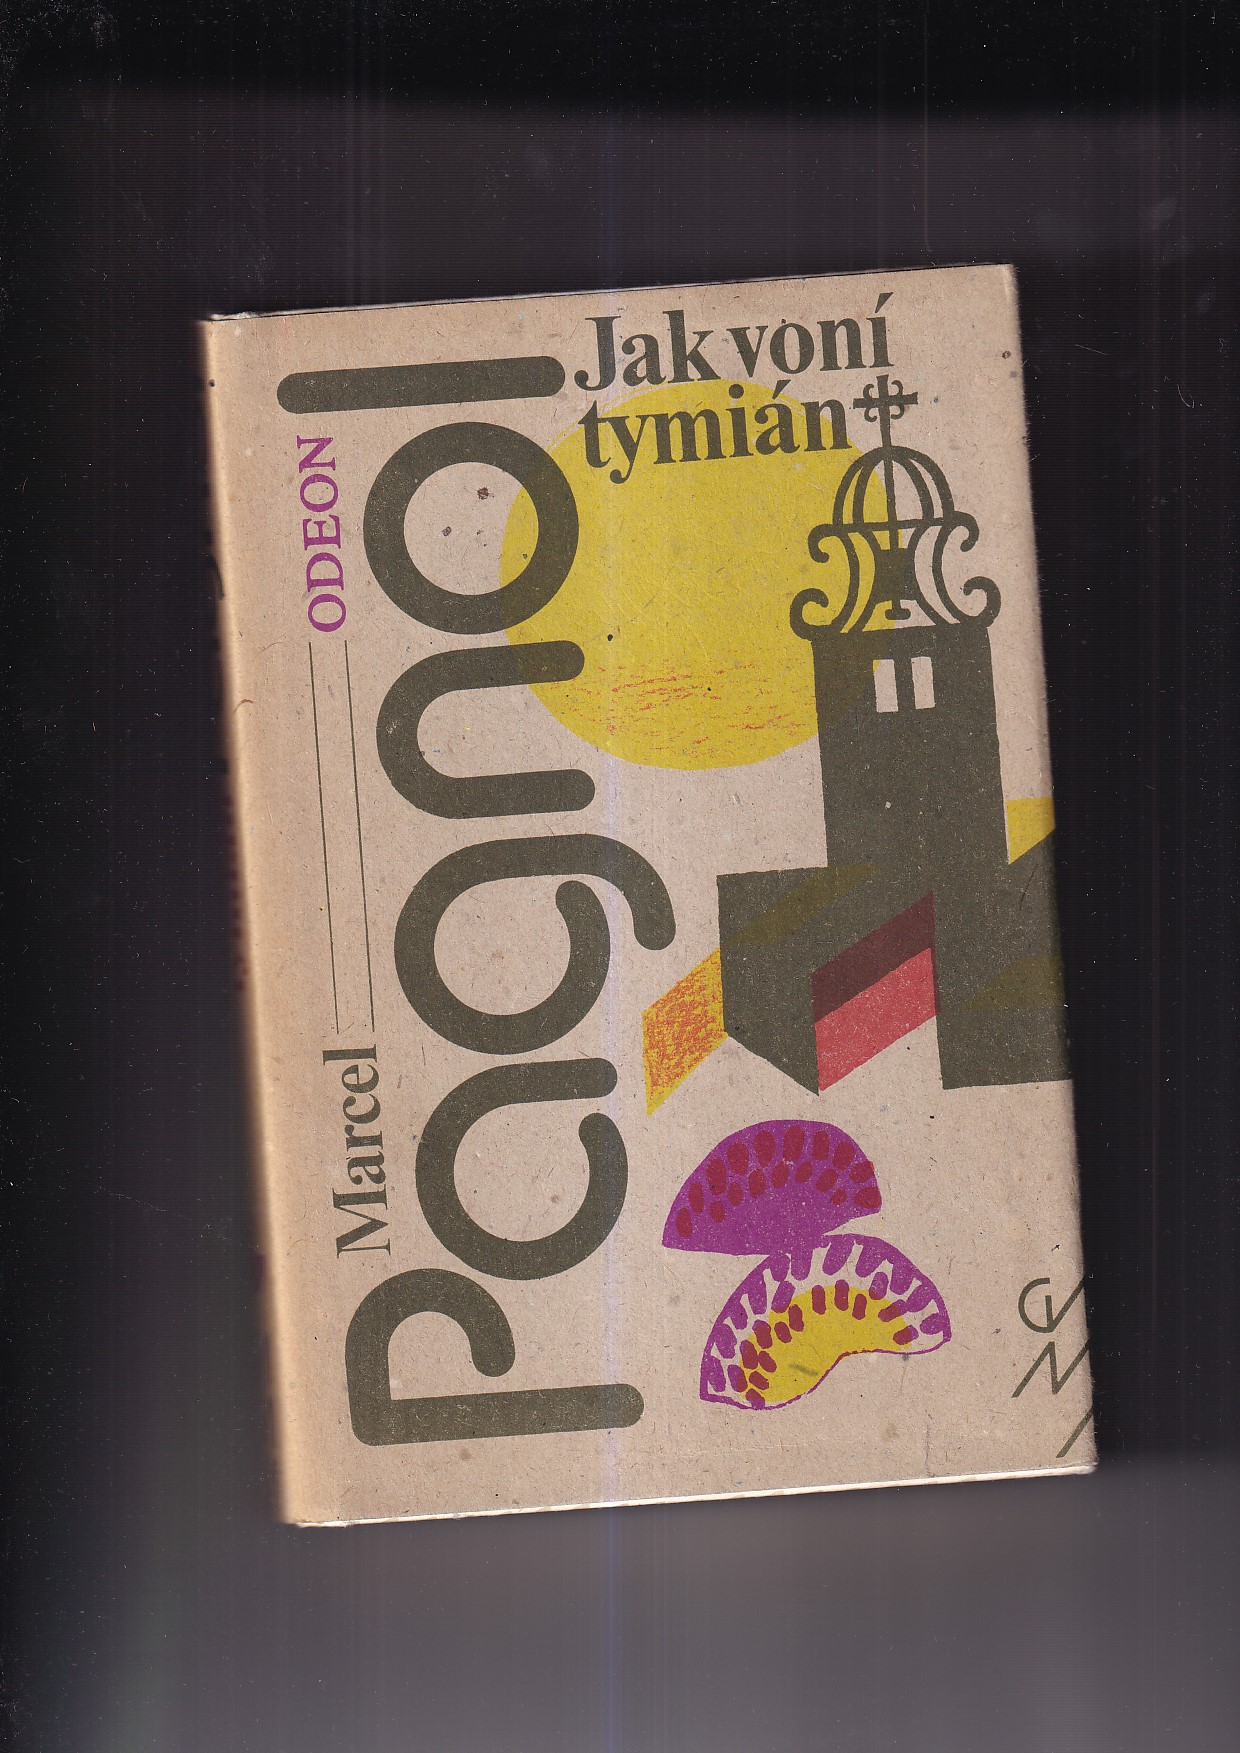 Jak voní
tymián
Marcel
ODEON
Pagnol